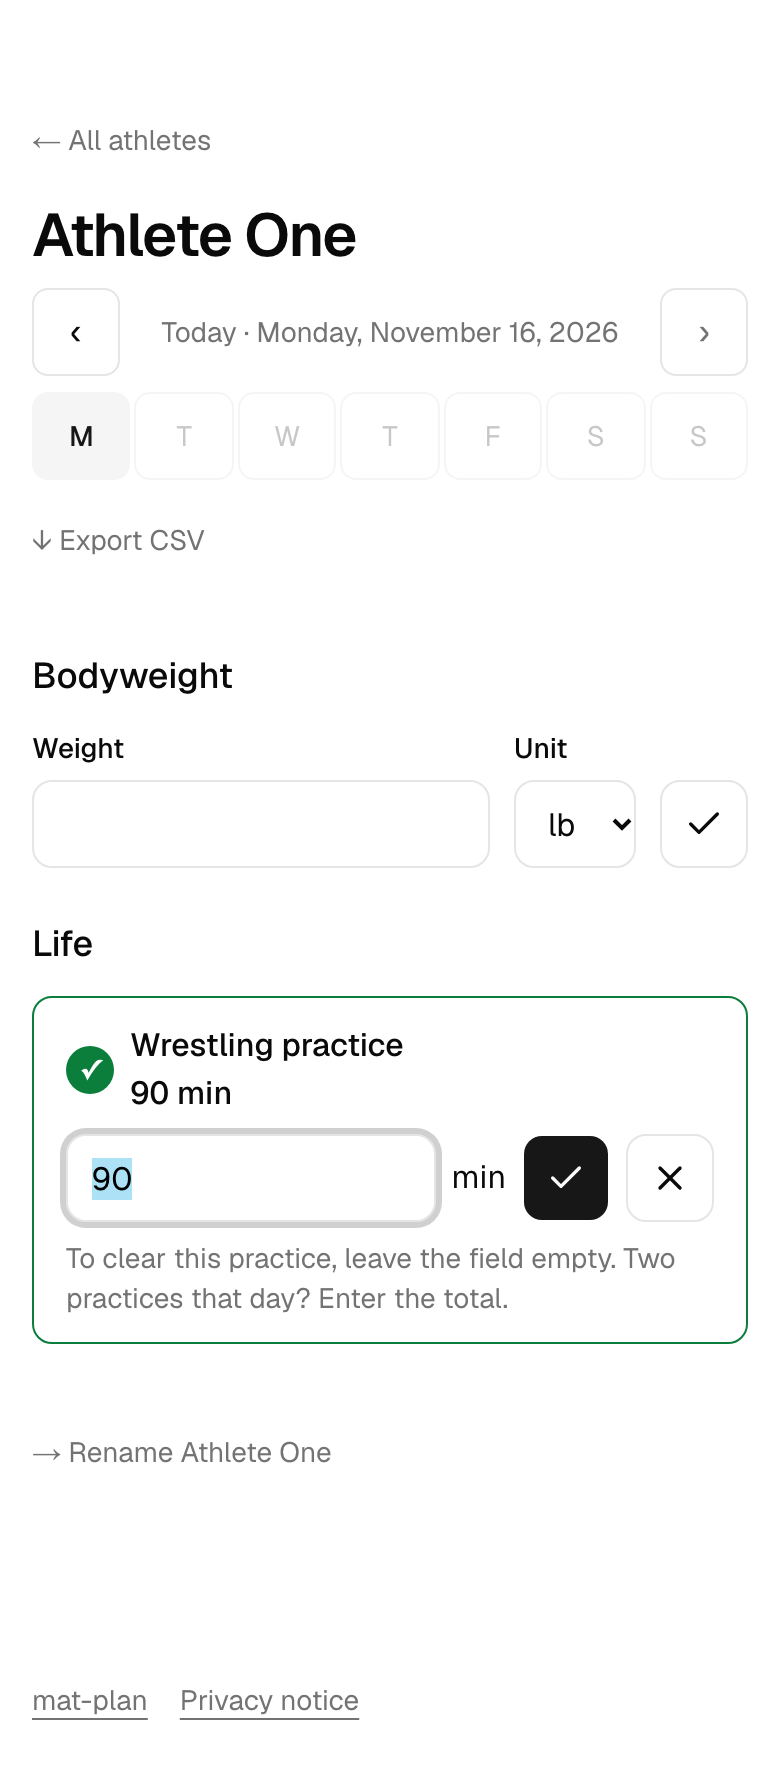 ← All athletes
Athlete One
‹ Today · Monday, November 16, 2026 ›
M T W T F S S
↓ Export CSV
Bodyweight
Weight Unit
lb
Life
Wrestling practice
90 min
90 min
To clear this practice, leave the field empty. Two
practices that day? Enter the total.
→ Rename Athlete One
mat-plan Privacy notice